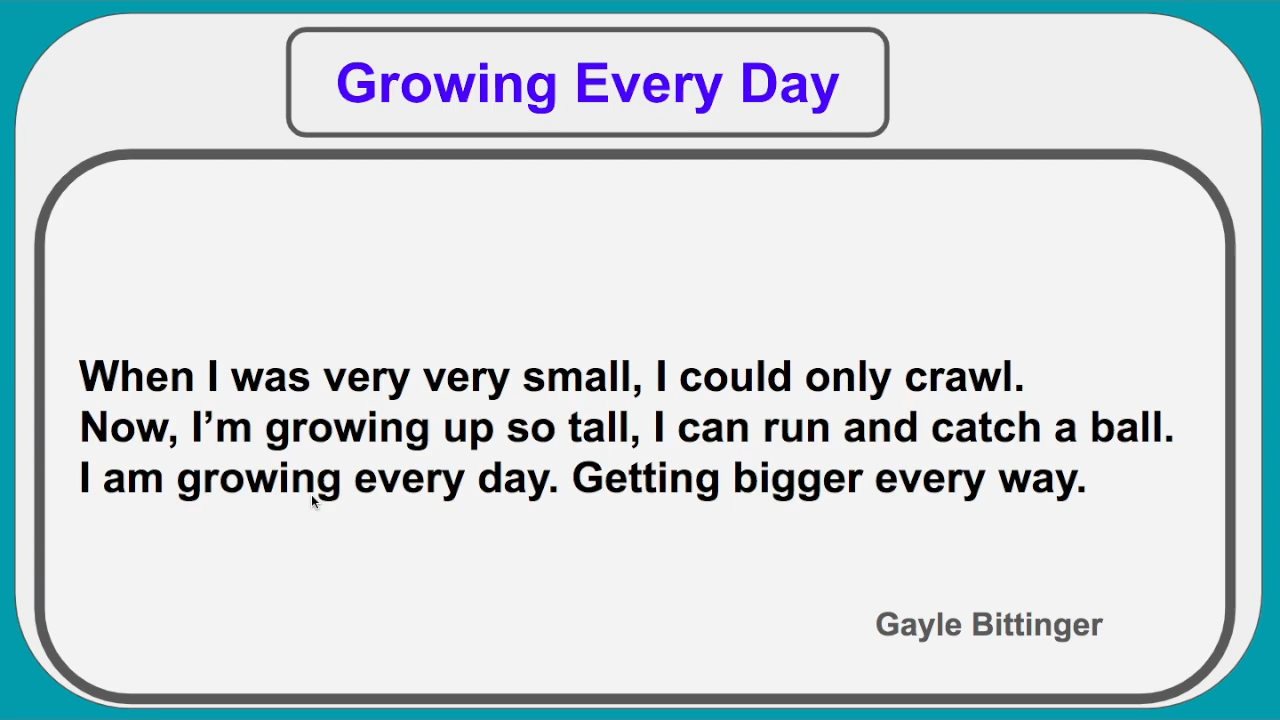 Growing Every Day
When I was very very small, I could only crawl.
Now, I’m growing up so tall, I can run and catch a ball.
I am growing every day. Getting bigger every way.
Gayle Bittinger